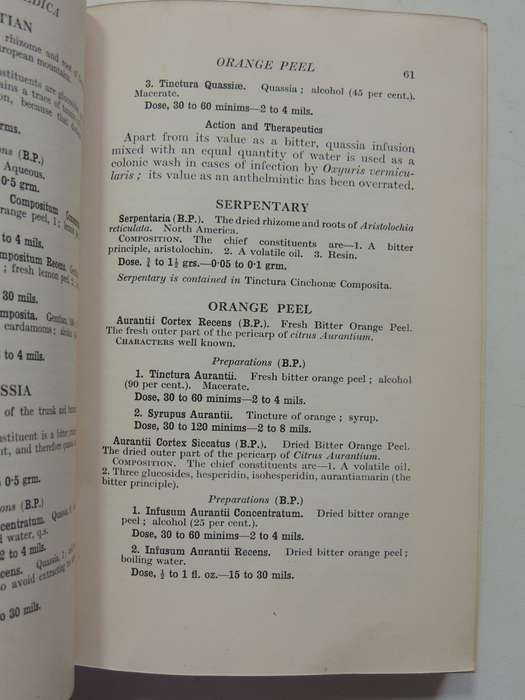 EDICA
TIAN
rhizome and root of
ropean mountains.
ORANGE PEEL 61
3. Tinctura Quassiæ. Quassia; alcohol (45 per cent.).
Macerate.
Dose, 30 to 60 minims—2 to 4 mils.
Action and Therapeutics
Apart from its value as a bitter, quassia infusion
mixed with an equal quantity of water is used as a
colonic wash in cases of infection by Oxyuris vermicu-
laris; its value as an anthelmintic has been overrated.
SERPENTARY
Serpentaria (B.P.). The dried rhizome and roots of Aristolochia
reticulata. North America.
COMPOSITION. The chief constituents are—1. A bitter
principle, aristolochin. 2. A volatile oil. 3. Resin.
Dose, ¾ to 1½ grs.—0·05 to 0·1 grm.
Serpentary is contained in Tinctura Cinchonæ Composita.
ORANGE PEEL
Aurantii Cortex Recens (B.P.). Fresh Bitter Orange Peel.
The fresh outer part of the pericarp of citrus Aurantium.
CHARACTERS well known.
Preparations (B.P.)
1. Tinctura Aurantii. Fresh bitter orange peel; alcohol
(90 per cent.). Macerate.
Dose, 30 to 60 minims—2 to 4 mils.
2. Syrupus Aurantii. Tincture of orange; syrup.
Dose, 30 to 120 minims—2 to 8 mils.
Aurantii Cortex Siccatus (B.P.). Dried Bitter Orange Peel.
The dried outer part of the pericarp of Citrus Aurantium.
COMPOSITION. The chief constituents are—1. A volatile oil.
2. Three glucosides, hesperidin, isohesperidin, aurantiamarin (the
bitter principle).
Preparations (B.P.)
1. Infusum Aurantii Concentratum. Dried bitter orange
peel; alcohol (25 per cent.).
Dose, 30 to 60 minims—2 to 4 mils.
2. Infusum Aurantii Recens. Dried bitter orange peel;
boiling water.
Dose, ½ to 1 fl. oz.—15 to 30 mils.